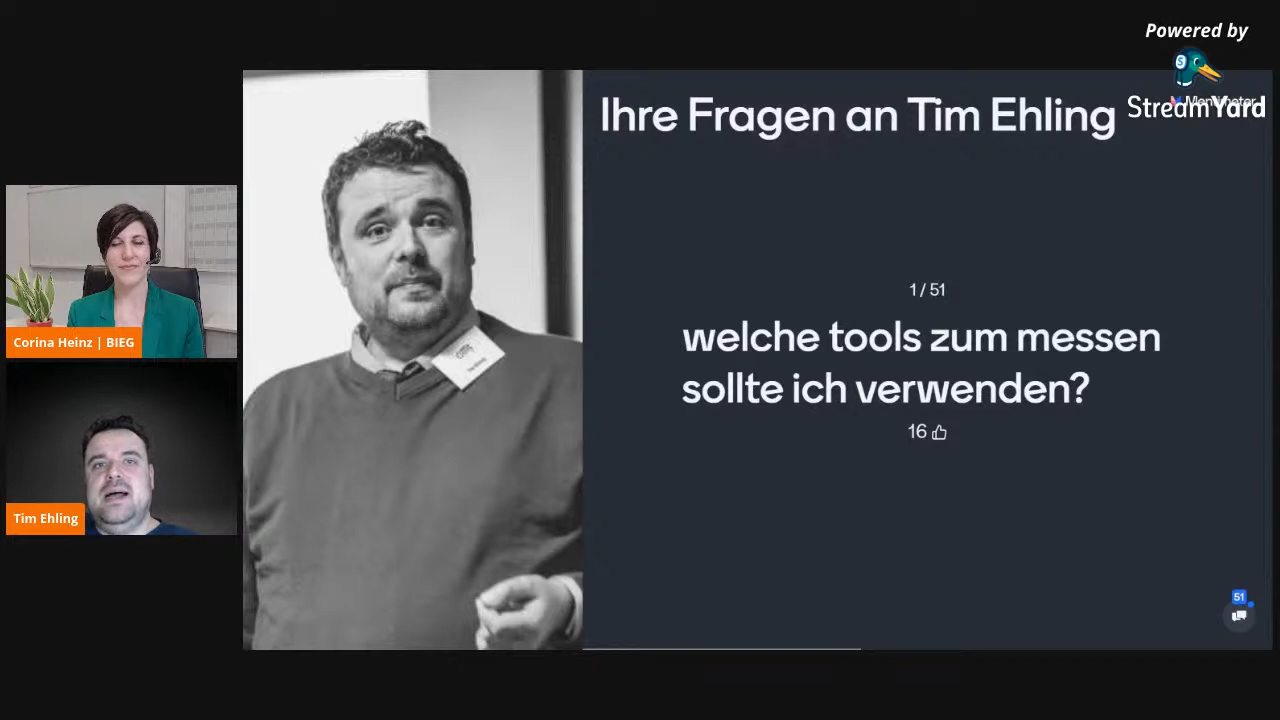 Powered by
StreamYard
Mentimeter
Ihre Fragen an Tim Ehling
1 / 51
welche tools zum messen
sollte ich verwenden?
16
Corina Heinz | BIEG
Tim Ehling
51